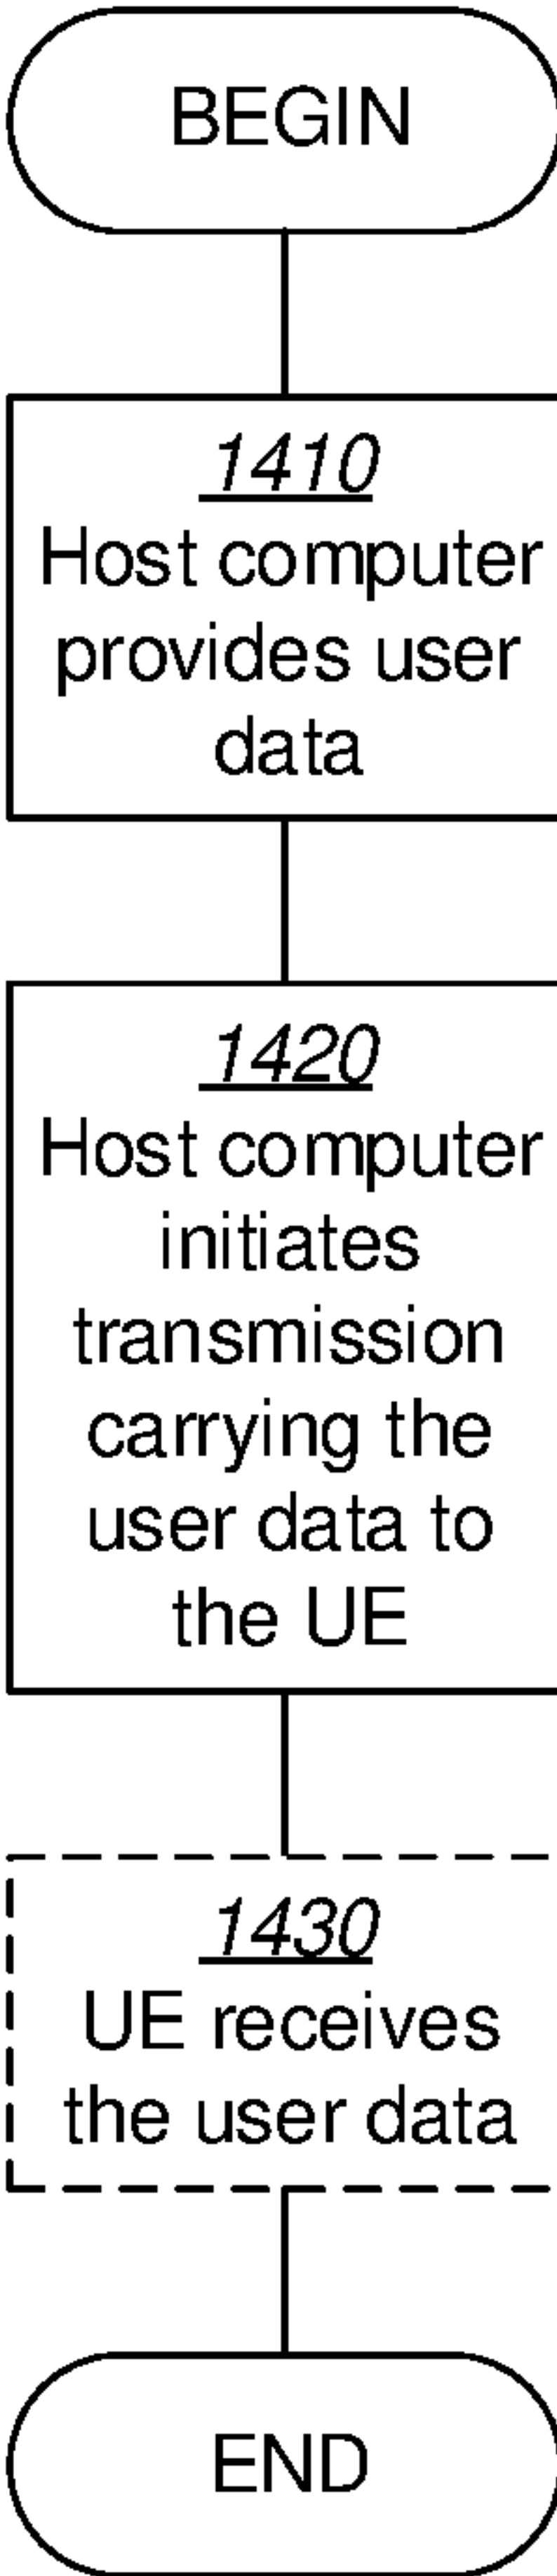 BEGIN
1410
Host computer
provides user
data
1420
Host computer
initiates
transmission
carrying the
user data to
the UE
1430
UE receives
the user data
END